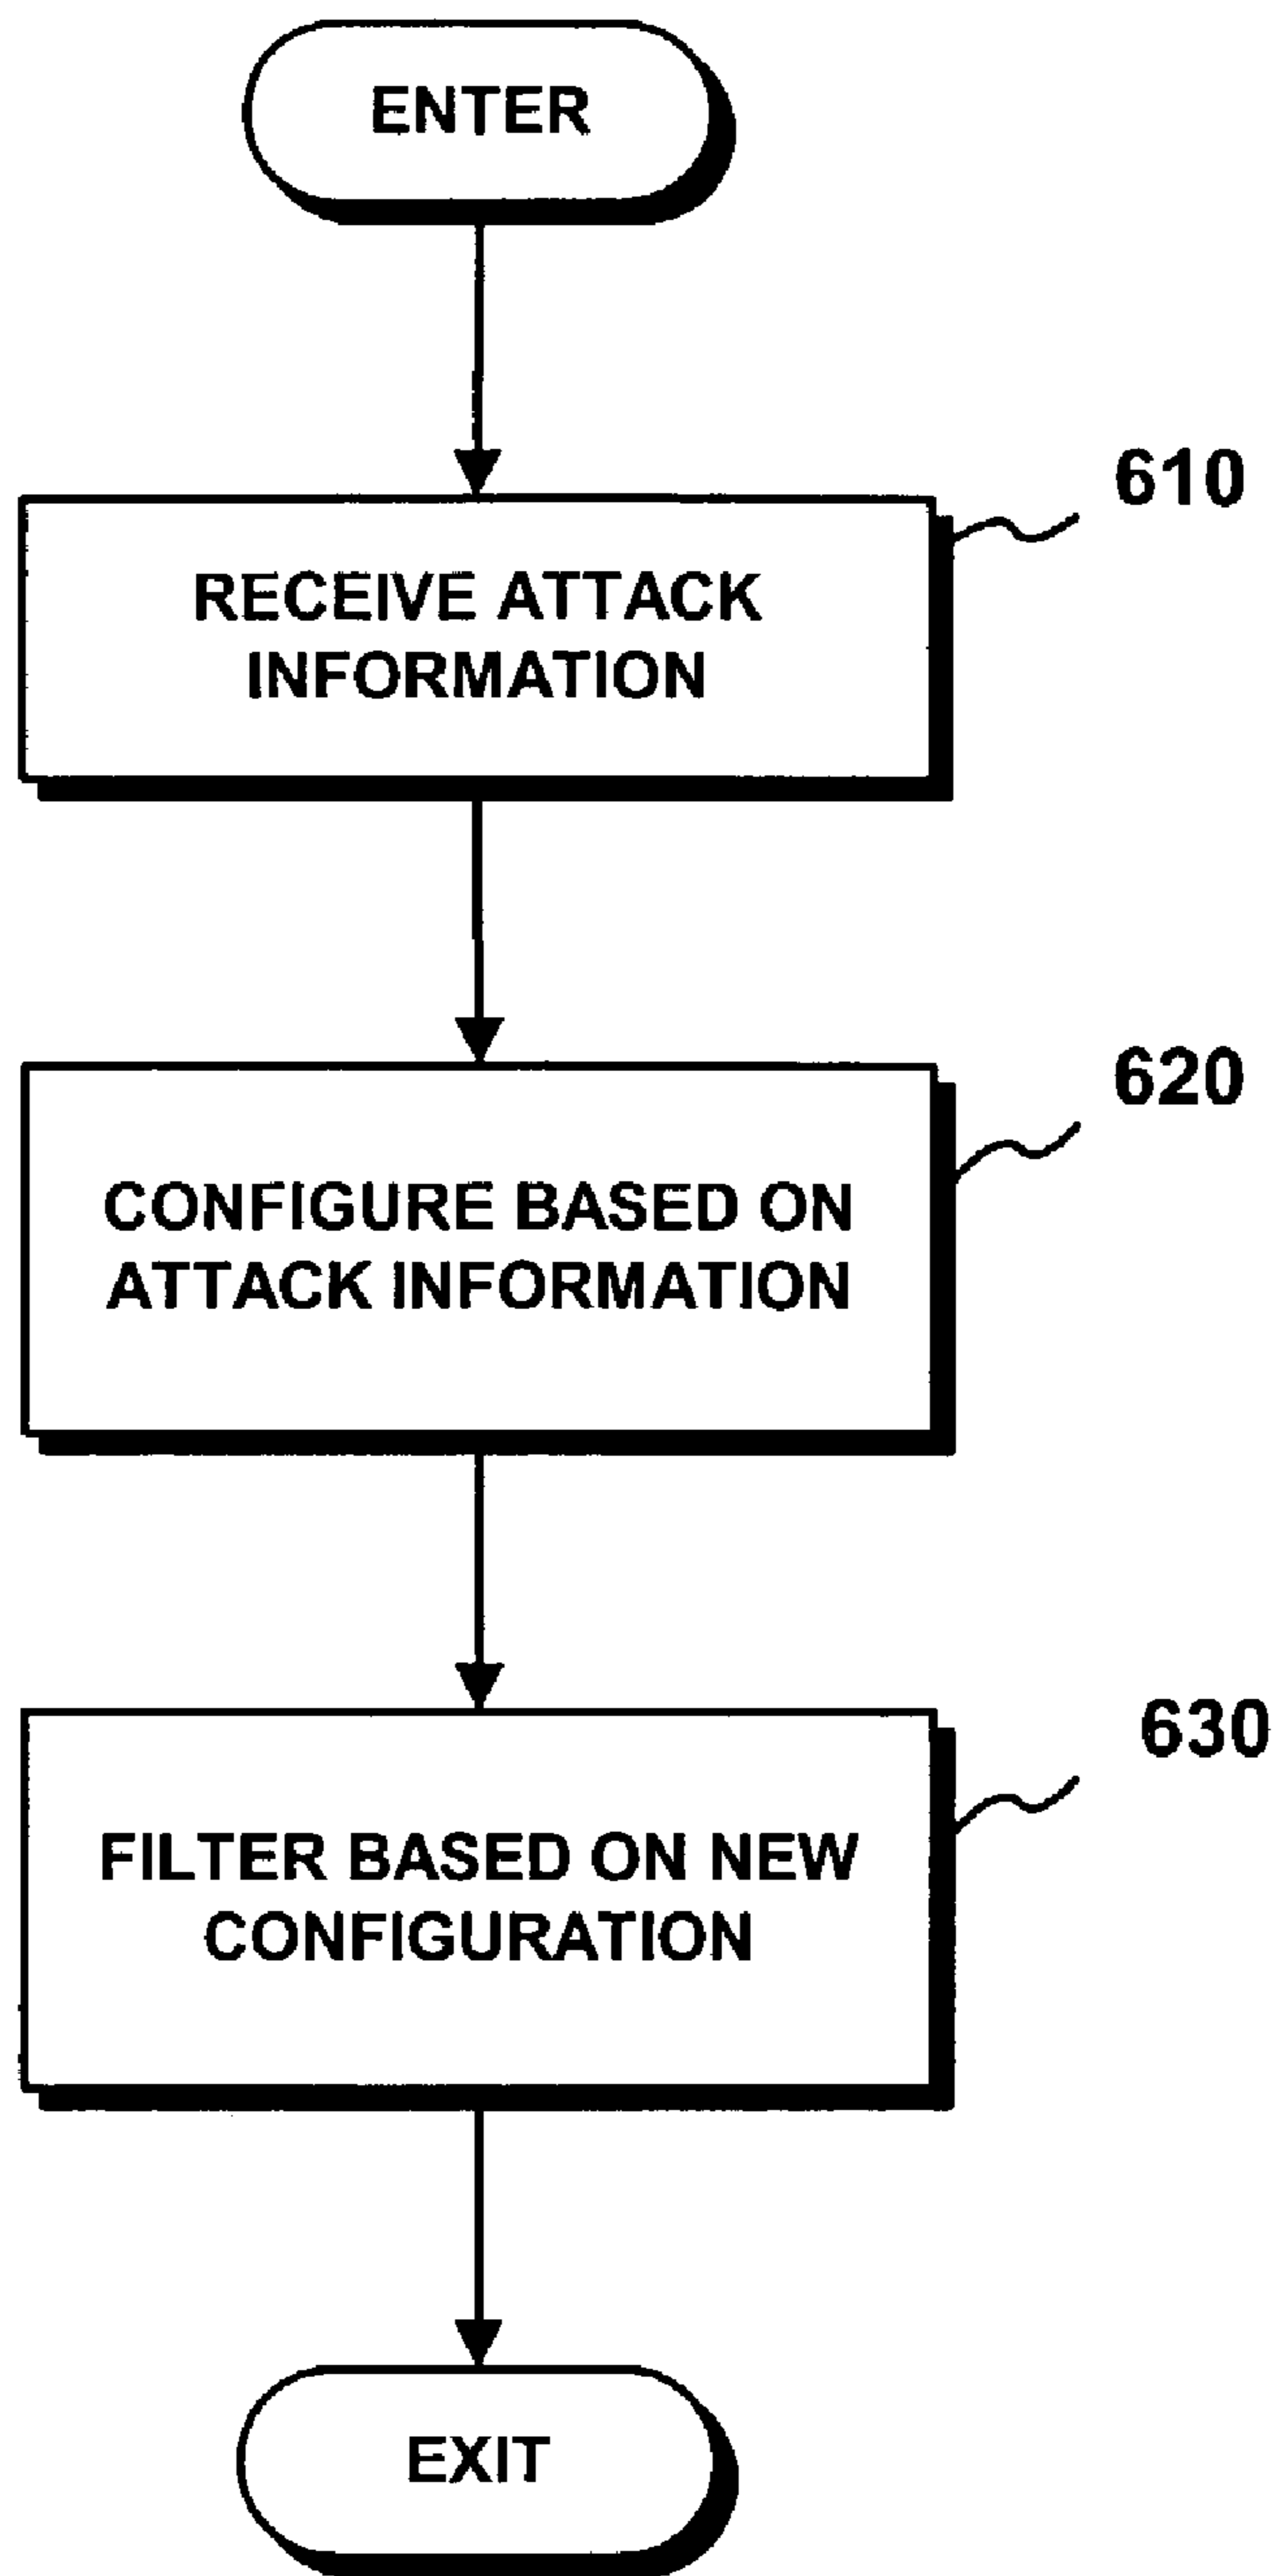 ENTER
610
RECEIVE ATTACK
INFORMATION
620
CONFIGURE BASED ON
ATTACK INFORMATION
630
FILTER BASED ON NEW
CONFIGURATION
EXIT